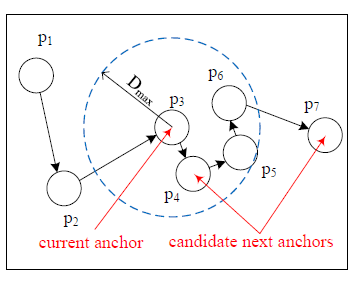 p1
p6
Dmax
p3
p7
p5
p4
p2
current anchor
candidate next anchors